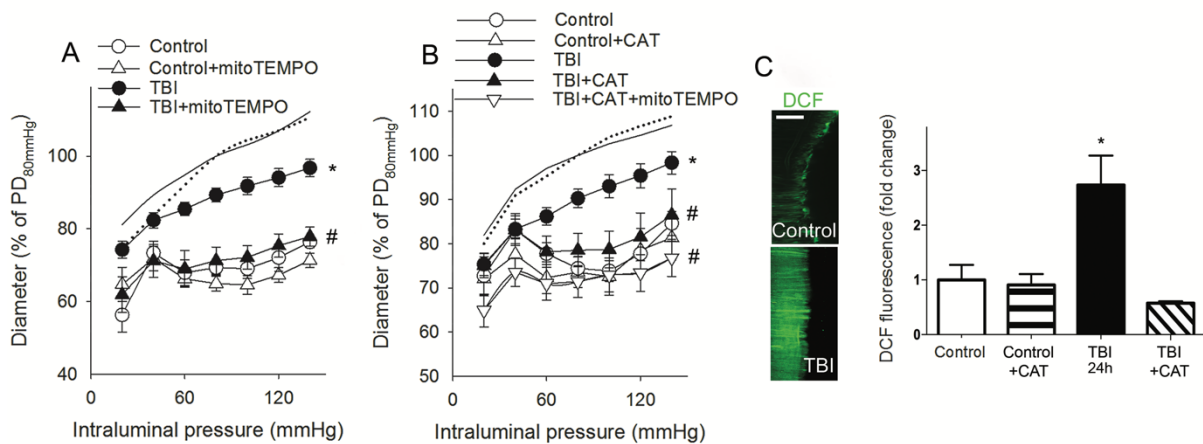 A
Control
Control+mitoTEMPO
TBI
TBI+mitoTEMPO
Diameter (% of PD80mmHg)
100
80
60
40
*
#
0
60
120
Intraluminal pressure (mmHg)
B
Control
Control+CAT
TBI
TBI+CAT
TBI+CAT+mitoTEMPO
Diameter (% of PD80mmHg)
110
100
90
80
70
60
50
*
#
#
0
60
120
Intraluminal pressure (mmHg)
C
DCF
Control
TBI
DCF fluorescence (fold change)
3
2
1
0
*
Control
Control
+CAT
TBI
24h
TBI
+CAT